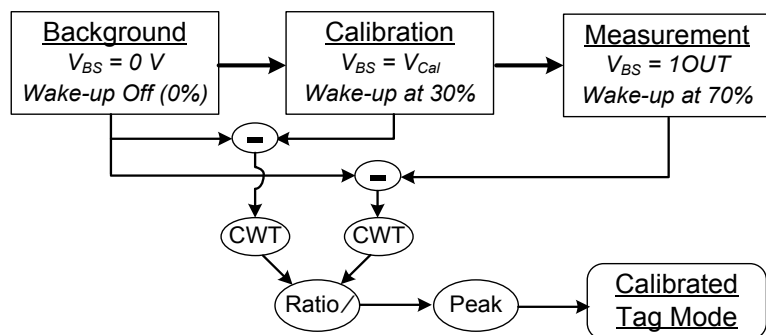 Background
V_BS = 0 V
Wake-up Off (0%)
Calibration
V_BS = V_Cal
Wake-up at 30%
Measurement
V_BS = 1OUT
Wake-up at 70%
-
-
CWT
CWT
Ratio/
Peak
Calibrated
Tag Mode